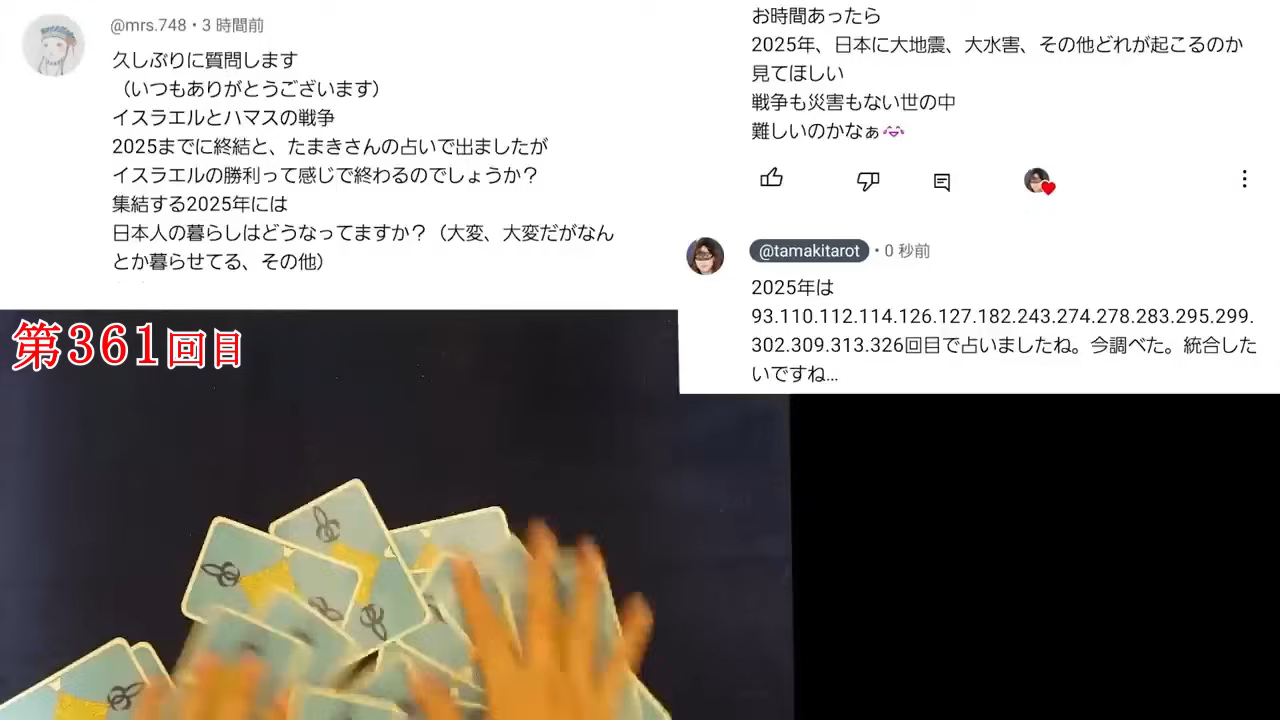 @mrs.748・3 時間前
久しぶりに質問します
（いつもありがとうございます）
イスラエルとハマスの戦争
2025までに終結と、たまきさんの占いで出ましたが
イスラエルの勝利って感じで終わるのでしょうか？
集結する2025年には
日本人の暮らしはどうなってますか？（大変、大変だがなん
とか暮らせてる、その他）
お時間あったら
2025年、日本に大地震、大水害、その他どれが起こるのか
見てほしい
戦争も災害もない世の中
難しいのかなぁ😂
@tamakitarot・0 秒前
2025年は
93.110.112.114.126.127.182.243.274.278.283.295.299.
302.309.313.326回目で占いましたね。今調べた。統合した
いですね...
第361回目